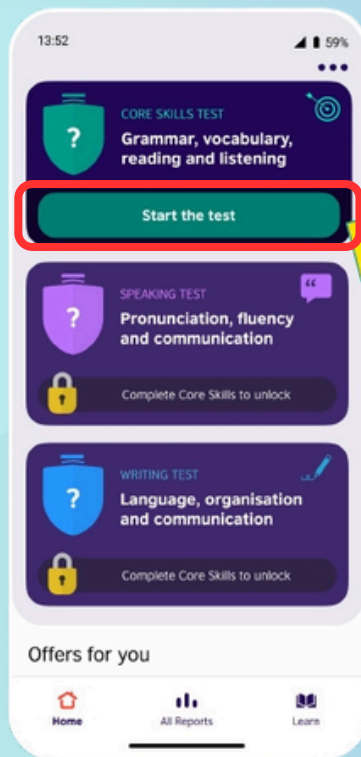 13:52
59%
CORE SKILLS TEST
?
Grammar, vocabulary,
reading and listening
Start the test
SPEAKING TEST
“
?
Pronunciation, fluency
and communication
Complete Core Skills to unlock
WRITING TEST
?
Language, organisation
and communication
Complete Core Skills to unlock
Offers for you
Home
All Reports
Learn